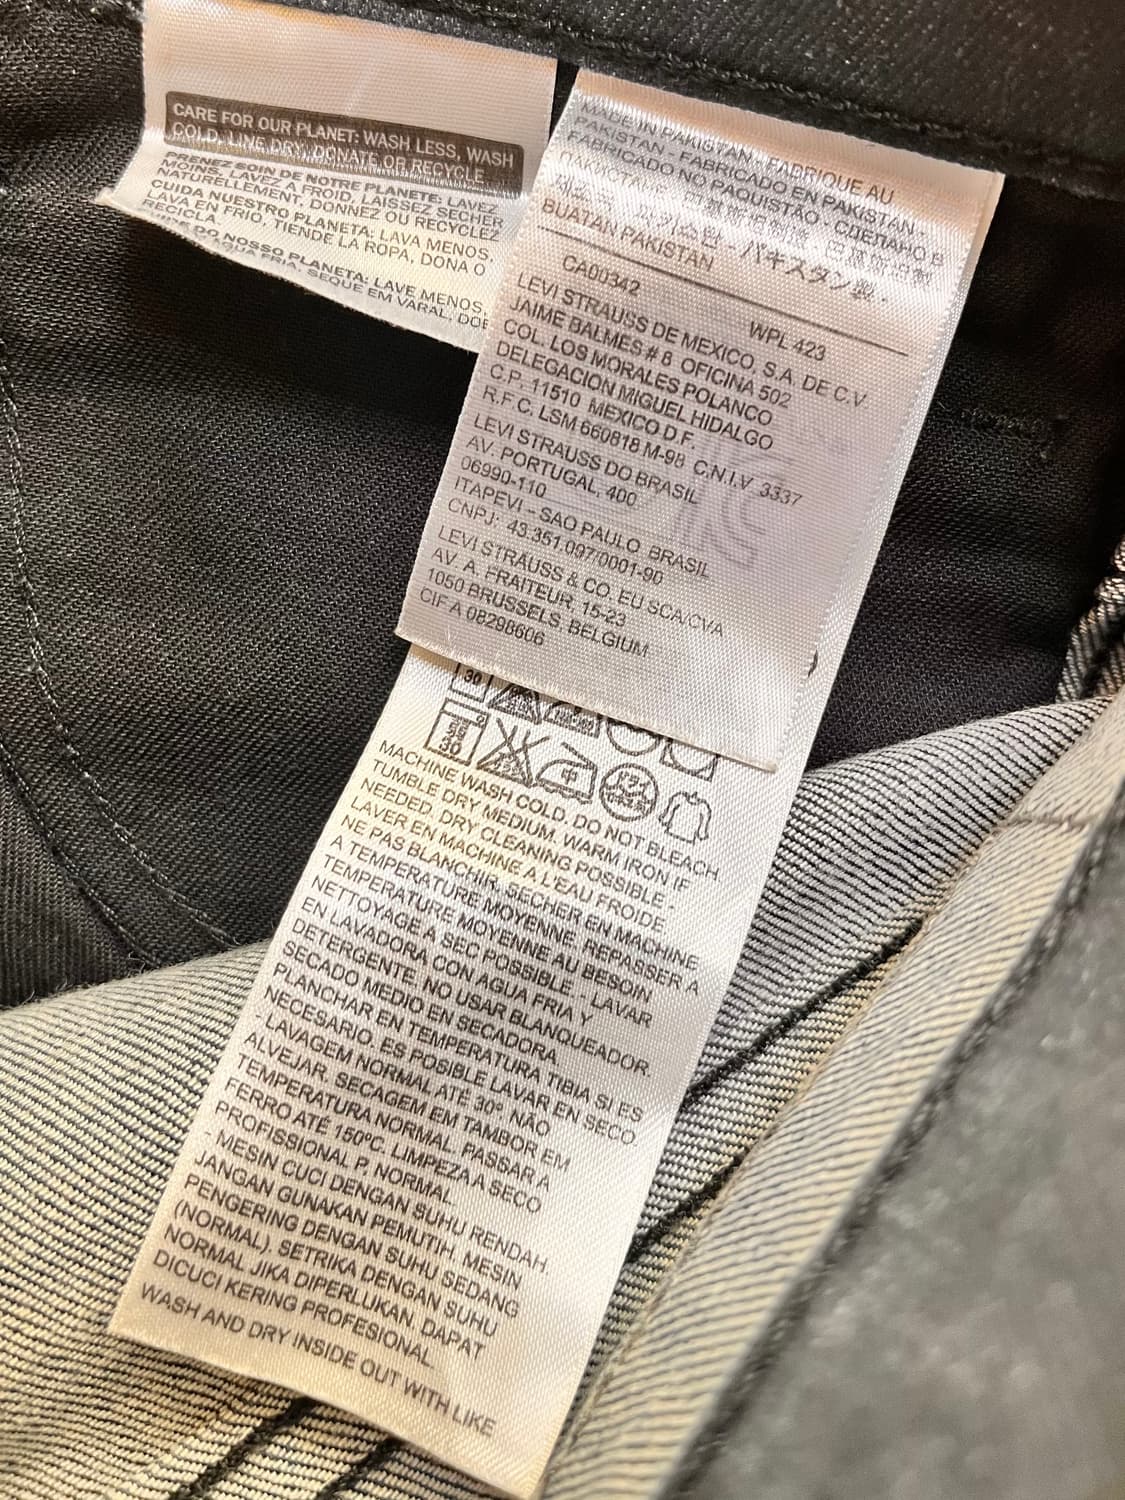 CARE FOR OUR PLANET: WASH LESS, WASH
COLD, LINE DRY, DONATE OR RECYCLE.
PRENEZ SOIN DE NOTRE PLANETE: LAVEZ
MOINS, LAVEZ A FROID, LAISSEZ SECHER
NATURELLEMENT, DONNEZ OU RECYCLEZ
CUIDA NUESTRO PLANETA: LAVA MENOS,
LAVA EN FRIO, TIENDE LA ROPA, DONA O
RECICLA.
DO NOSSO PLANETA: LAVE MENOS,
FRIA, SEQUE EM VARAL, DOE
MADE IN PAKISTAN - FABRIQUE AU
PAKISTAN - FABRICADO EN PAKISTAN -
FABRICADO NO PAQUISTÃO - СДЕЛАНО В
ПАКИСТАНЕ
パキスタン製 -
BUATAN PAKISTAN
CA00342 WPL 423
LEVI STRAUSS DE MEXICO, S.A. DE C.V.
JAIME BALMES # 8 OFICINA 502
COL. LOS MORALES POLANCO
DELEGACION MIGUEL HIDALGO
C.P. 11510 MEXICO D.F.
R.F.C. LSM 660818 M-98 C.N.I.V 3337
LEVI STRAUSS DO BRASIL
AV. PORTUGAL, 400
06990-110
ITAPEVI - SAO PAULO BRASIL
CNPJ: 43.351.097/0001-90
LEVI STRAUSS & CO. EU SCA/CVA
AV. A. FRAITEUR, 15-23
1050 BRUSSELS, BELGIUM
CIF A 08298606
30
30
中
MACHINE WASH COLD. DO NOT BLEACH.
TUMBLE DRY MEDIUM. WARM IRON IF
NEEDED. DRY CLEANING POSSIBLE -
LAVER EN MACHINE A L'EAU FROIDE.
NE PAS BLANCHIR. SECHER EN MACHINE
A TEMPERATURE MOYENNE. REPASSER A
TEMPERATURE MOYENNE AU BESOIN
NETTOYAGE A SEC POSSIBLE - LAVAR
EN LAVADORA CON AGUA FRIA Y
DETERGENTE. NO USAR BLANQUEADOR.
SECADO MEDIO EN SECADORA.
PLANCHAR EN TEMPERATURA TIBIA SI ES
NECESARIO. ES POSIBLE LAVAR EN SECO
- LAVAGEM NORMAL ATÉ 30º NÃO
ALVEJAR. SECAGEM EM TAMBOR EM
TEMPERATURA NORMAL. PASSAR A
FERRO ATÉ 150ºC. LIMPEZA A SECO
PROFISSIONAL P, NORMAL
- MESIN CUCI DENGAN SUHU RENDAH.
JANGAN GUNAKAN PEMUTIH. MESIN
PENGERING DENGAN SUHU SEDANG
(NORMAL). SETRIKA DENGAN SUHU
NORMAL JIKA DIPERLUKAN. DAPAT
DICUCI KERING PROFESIONAL.
WASH AND DRY INSIDE OUT WITH LIKE